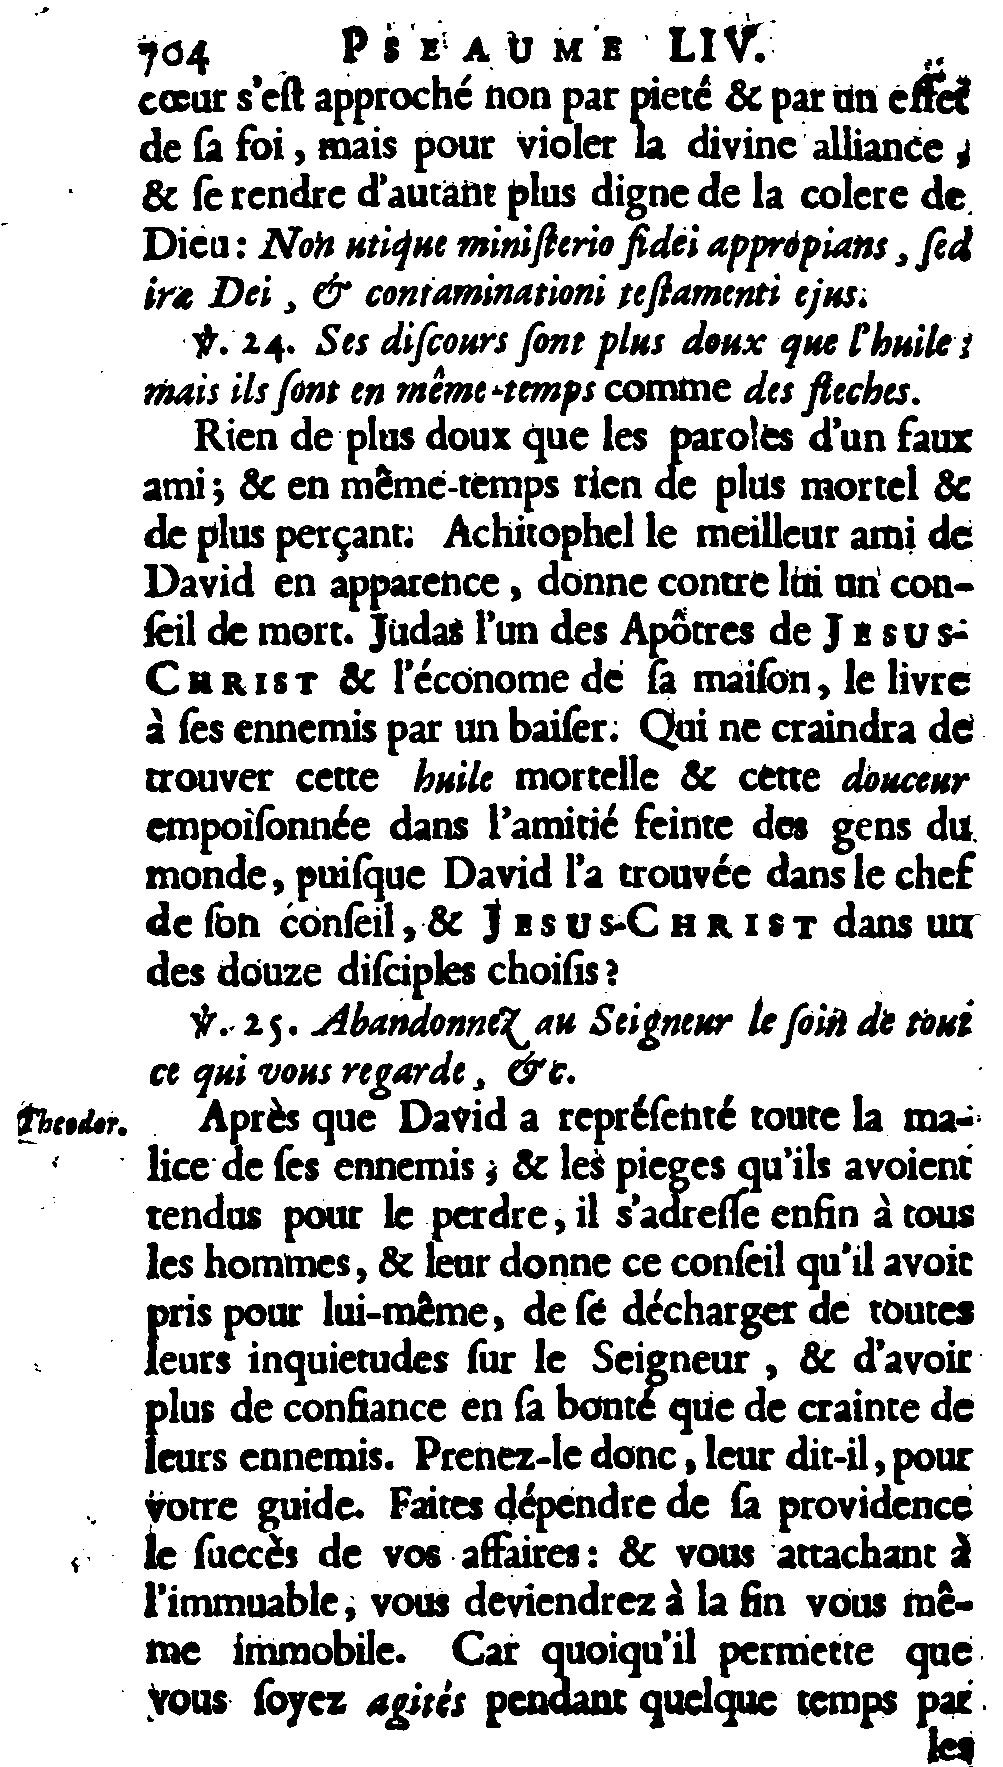 704 PSEAUME LIV.
cœur s'eſt approché non par pieté & par un effet
de ſa foi, mais pour violer la divine alliance,
& ſe rendre d'autant plus digne de la colere de
Dieu: Non utique miniſterio fidei appropians, ſed
iræ Dei, & contaminationi teſtamenti ejus.
℣. 24. Ses diſcours ſont plus doux que l'huile;
mais ils ſont en même-temps comme des fleches.
Rien de plus doux que les paroles d'un faux
ami; & en même-temps rien de plus mortel &
de plus perçant. Achitophel le meilleur ami de
David en apparence, donne contre lui un con-
ſeil de mort. Judas l'un des Apôtres de JESUS-
CHRIST & l'économe de ſa maiſon, le livre
à ſes ennemis par un baiſer. Qui ne craindra de
trouver cette huile mortelle & cette douceur
empoiſonnée dans l'amitié feinte des gens du
monde, puiſque David l'a trouvée dans le chef
de ſon conſeil, & JESUS-CHRIST dans un
des douze diſciples choiſis?
℣. 25. Abandonnez au Seigneur le ſoin de tout
ce qui vous regarde, &c.
Theodor.
Après que David a repréſenté toute la ma-
lice de ſes ennemis, & les pieges qu'ils avoient
tendus pour le perdre, il s'adreſſe enfin à tous
les hommes, & leur donne ce conſeil qu'il avoit
pris pour lui-même, de ſe décharger de toutes
leurs inquietudes ſur le Seigneur, & d'avoir
plus de confiance en ſa bonté que de crainte de
leurs ennemis. Prenez-le donc, leur dit-il, pour
votre guide. Faites dépendre de ſa providence
le ſuccès de vos affaires: & vous attachant à
l'immuable, vous deviendrez à la fin vous mê-
me immobile. Car quoiqu'il permette que
vous ſoyez agités pendant quelque temps par
les